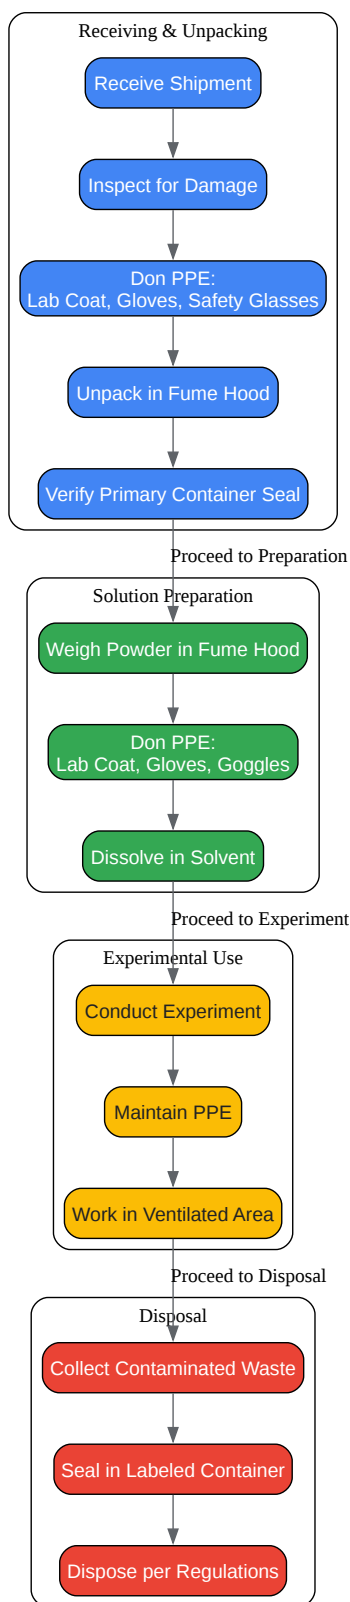 Receiving & Unpacking
Receive Shipment
Inspect for Damage
Don PPE:
Lab Coat, Gloves, Safety Glasses
Unpack in Fume Hood
Verify Primary Container Seal
Proceed to Preparation
Solution Preparation
Weigh Powder in Fume Hood
Don PPE:
Lab Coat, Gloves, Goggles
Dissolve in Solvent
Proceed to Experiment
Experimental Use
Conduct Experiment
Maintain PPE
Work in Ventilated Area
Proceed to Disposal
Disposal
Collect Contaminated Waste
Seal in Labeled Container
Dispose per Regulations